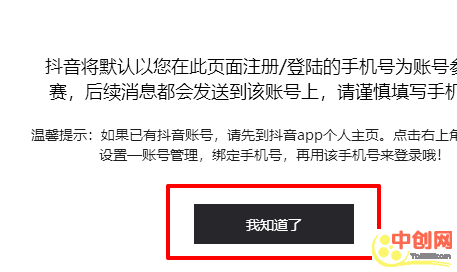 抖音将默认以您在此页面注册/登陆的手机号为账号参
赛，后续消息都会发送到该账号上，请谨慎填写手机
温馨提示：如果已有抖音账号，请先到抖音app个人主页。点击右上角
设置—账号管理，绑定手机号，再用该手机号来登录哦！
我知道了
中创网